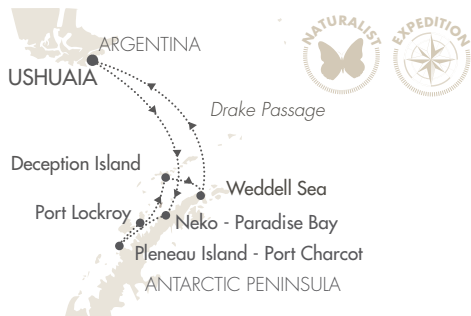 NATURALIST
EXPEDITION
ARGENTINA
USHUAIA
Drake Passage
Deception Island
Weddell Sea
Port Lockroy
Neko - Paradise Bay
Pleneau Island - Port Charcot
ANTARCTIC PENINSULA